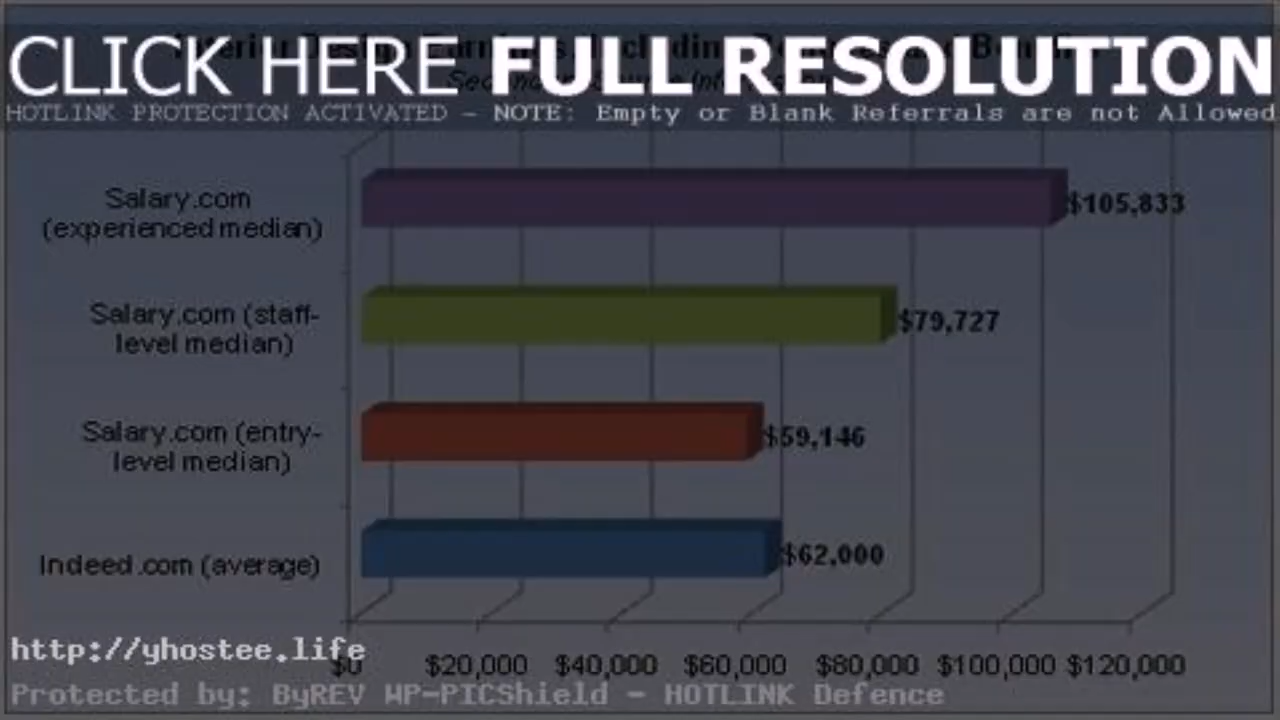 CLICK HERE FULL RESOLUTION
HOTLINK PROTECTION ACTIVATED - NOTE: Empty or Blank Referrals are not Allowed
Salary.com
(experienced median)
$105,833
Salary.com (staff-
level median)
$79,727
Salary.com (entry-
level median)
$59,146
Indeed.com (average)
$62,000
http://yhostee.life
$0 $20,000 $40,000 $60,000 $80,000 $100,000 $120,000
Protected by: ByREV WP-PICShield - HOTLINK Defence